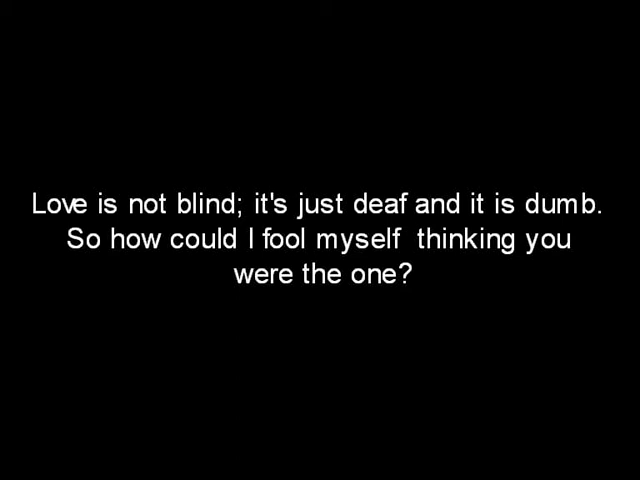 Love is not blind; it's just deaf and it is dumb.
So how could I fool myself thinking you
were the one?